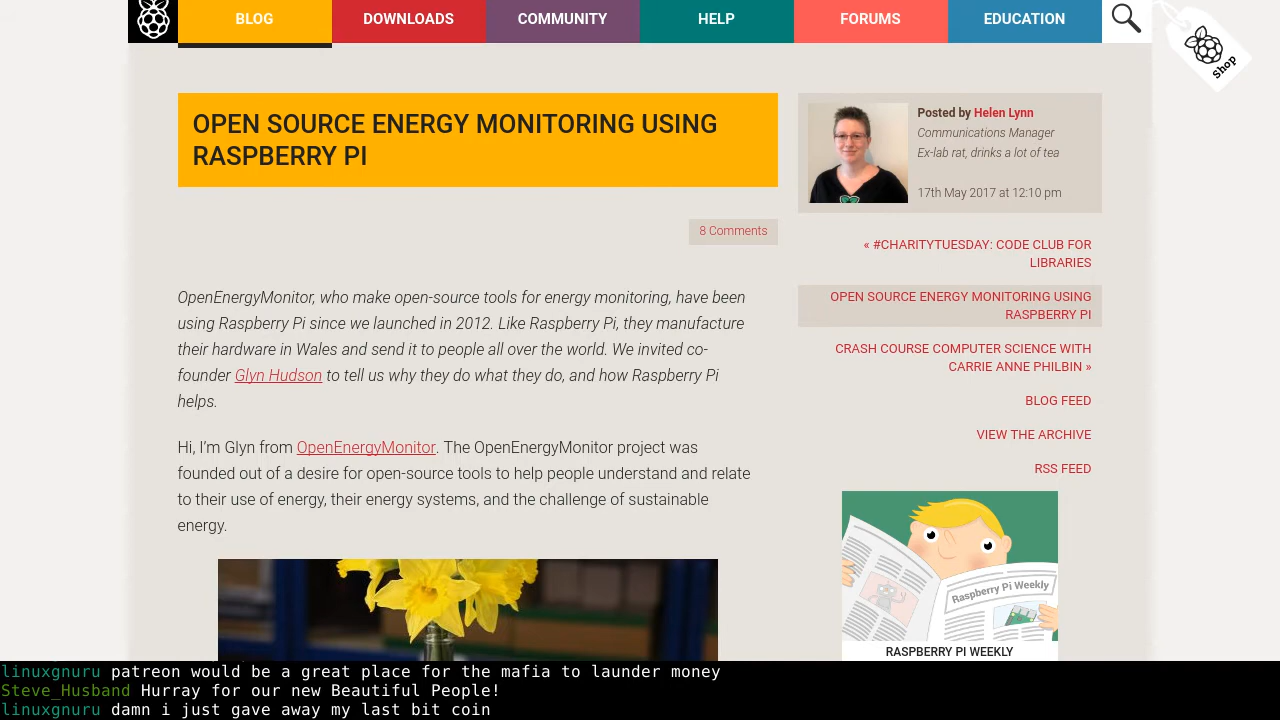 BLOG
DOWNLOADS
COMMUNITY
HELP
FORUMS
EDUCATION
Shop
OPEN SOURCE ENERGY MONITORING USING
RASPBERRY PI
8 Comments
OpenEnergyMonitor, who make open-source tools for energy monitoring, have been
using Raspberry Pi since we launched in 2012. Like Raspberry Pi, they manufacture
their hardware in Wales and send it to people all over the world. We invited co-
founder Glyn Hudson to tell us why they do what they do, and how Raspberry Pi
helps.
Hi, I’m Glyn from OpenEnergyMonitor. The OpenEnergyMonitor project was
founded out of a desire for open-source tools to help people understand and relate
to their use of energy, their energy systems, and the challenge of sustainable
energy.
Posted by Helen Lynn
Communications Manager
Ex-lab rat, drinks a lot of tea
17th May 2017 at 12:10 pm
« #CHARITYTUESDAY: CODE CLUB FOR
LIBRARIES
OPEN SOURCE ENERGY MONITORING USING
RASPBERRY PI
CRASH COURSE COMPUTER SCIENCE WITH
CARRIE ANNE PHILBIN »
BLOG FEED
VIEW THE ARCHIVE
RSS FEED
Raspberry Pi Weekly
RASPBERRY PI WEEKLY
linuxgnuru patreon would be a great place for the mafia to launder money
Steve_Husband Hurray for our new Beautiful People!
linuxgnuru damn i just gave away my last bit coin